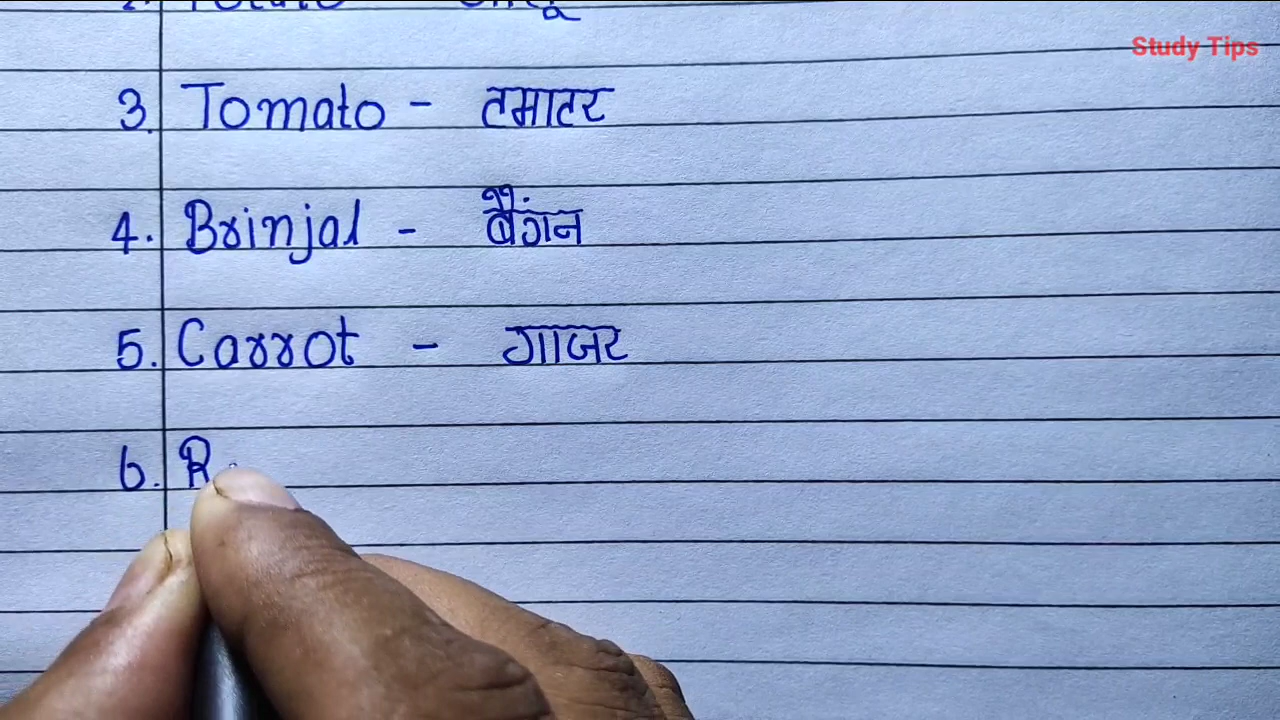 Study Tips
3. Tomato - टमाटर
4. Brinjal - बैंगन
5. Carrot - गाजर
6. R